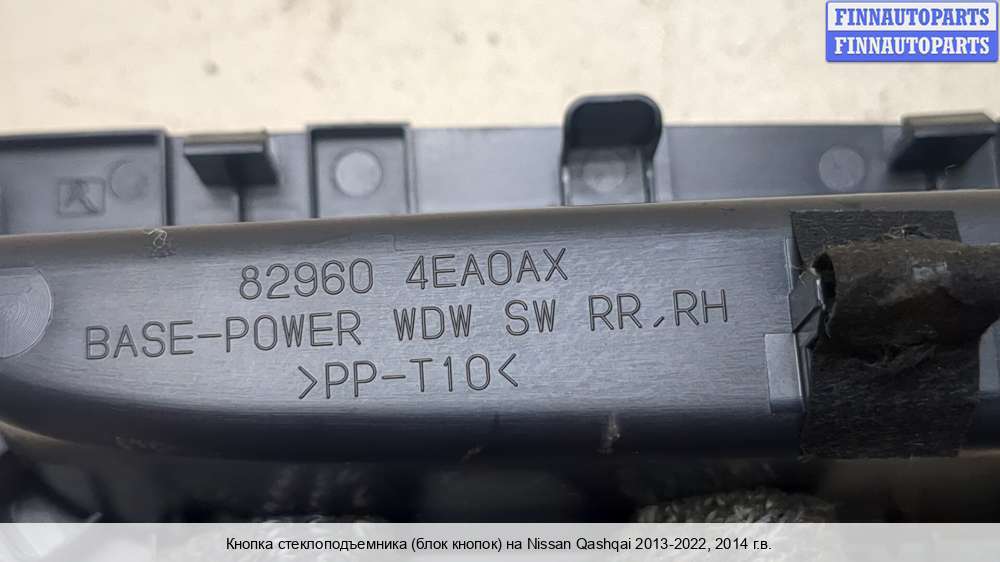 FINNAUTOPARTS
FINNAUTOPARTS
82960 4EA0AX
BASE-POWER WDW SW RR,RH
>PP-T10<
Кнопка стеклоподъемника (блок кнопок) на Nissan Qashqai 2013-2022, 2014 г.в.